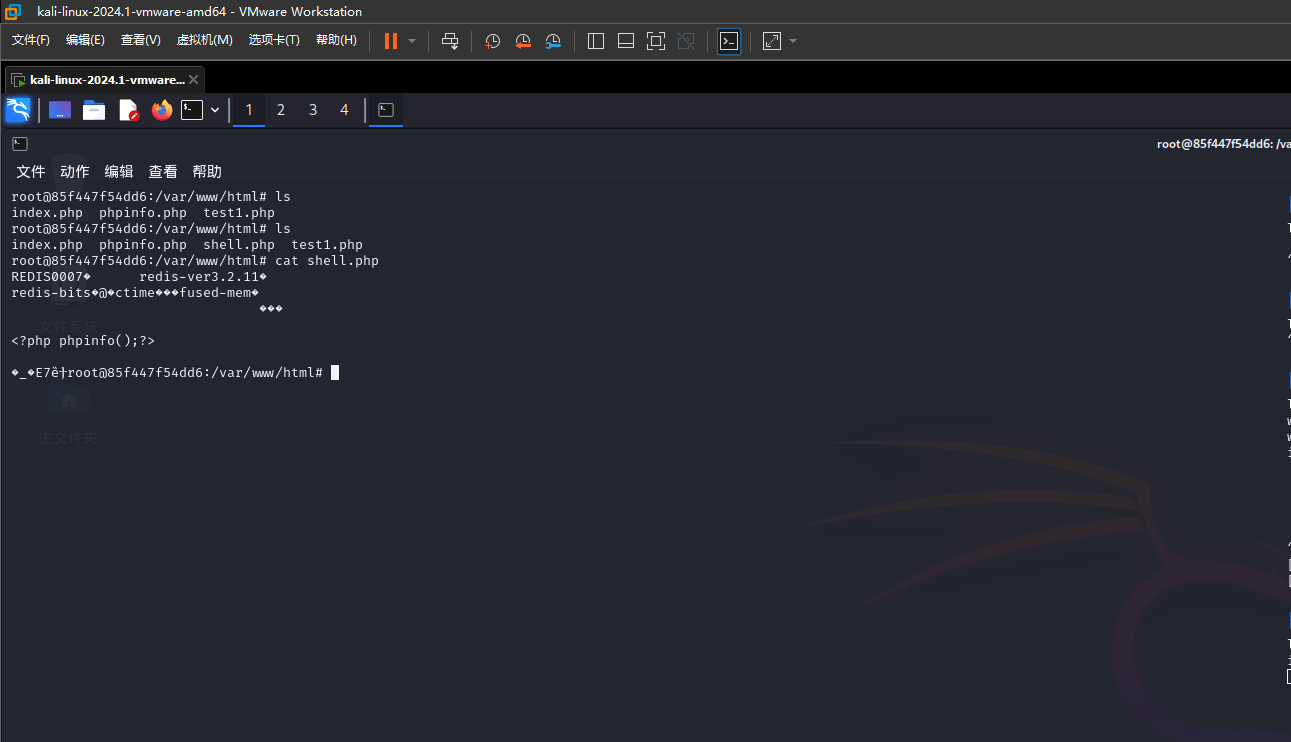 kali-linux-2024.1-vmware-amd64 - VMware Workstation
文件(F) 编辑(E) 查看(V) 虚拟机(M) 选项卡(T) 帮助(H)
kali-linux-2024.1-vmware...
1 2 3 4
root@85f447f54dd6: /va
文件 动作 编辑 查看 帮助
root@85f447f54dd6:/var/www/html# ls
index.php phpinfo.php test1.php
root@85f447f54dd6:/var/www/html# ls
index.php phpinfo.php shell.php test1.php
root@85f447f54dd6:/var/www/html# cat shell.php
REDIS0007� redis-ver3.2.11�
redis-bits�@�ctime���fused-mem�
���
文件系统
<?php phpinfo();?>
�_�E7ȅ╂root@85f447f54dd6:/var/www/html#
主文件夹